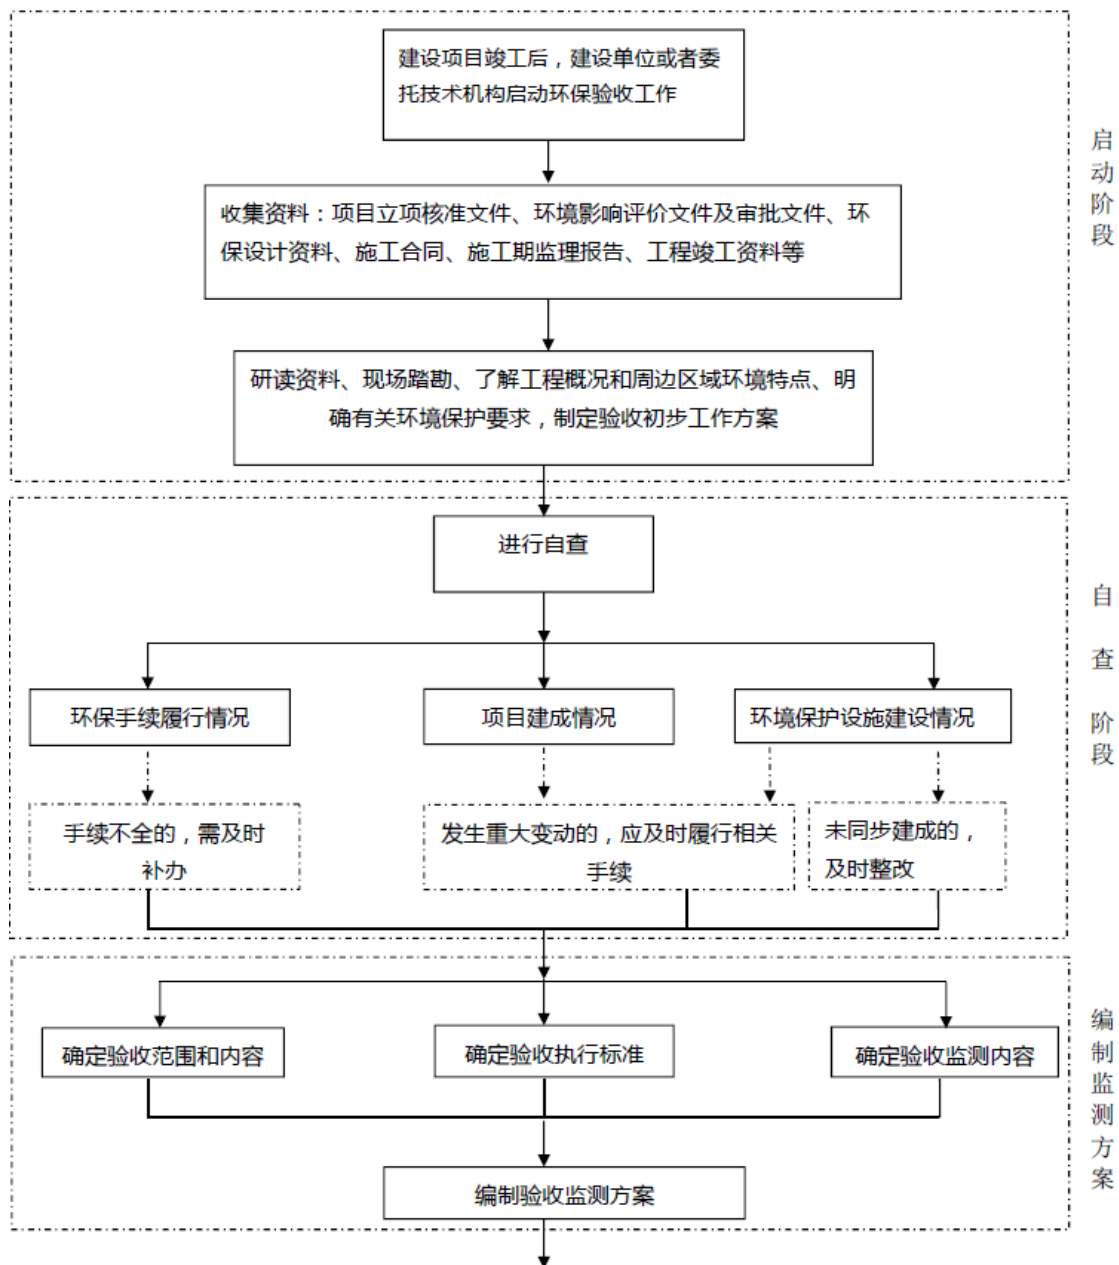 建设项目竣工后，建设单位或者委
托技术机构启动环保验收工作
收集资料：项目立项核准文件、环境影响评价文件及审批文件、环
保设计资料、施工合同、施工期监理报告、工程竣工资料等
研读资料、现场踏勘、了解工程概况和周边区域环境特点、明
确有关环境保护要求，制定验收初步工作方案
启动阶段
进行自查
环保手续履行情况
项目建成情况
环境保护设施建设情况
手续不全的，需及时
补办
发生重大变动的，应及时履行相关
手续
未同步建成的，
及时整改
自查阶段
确定验收范围和内容
确定验收执行标准
确定验收监测内容
编制验收监测方案
编制监测方案